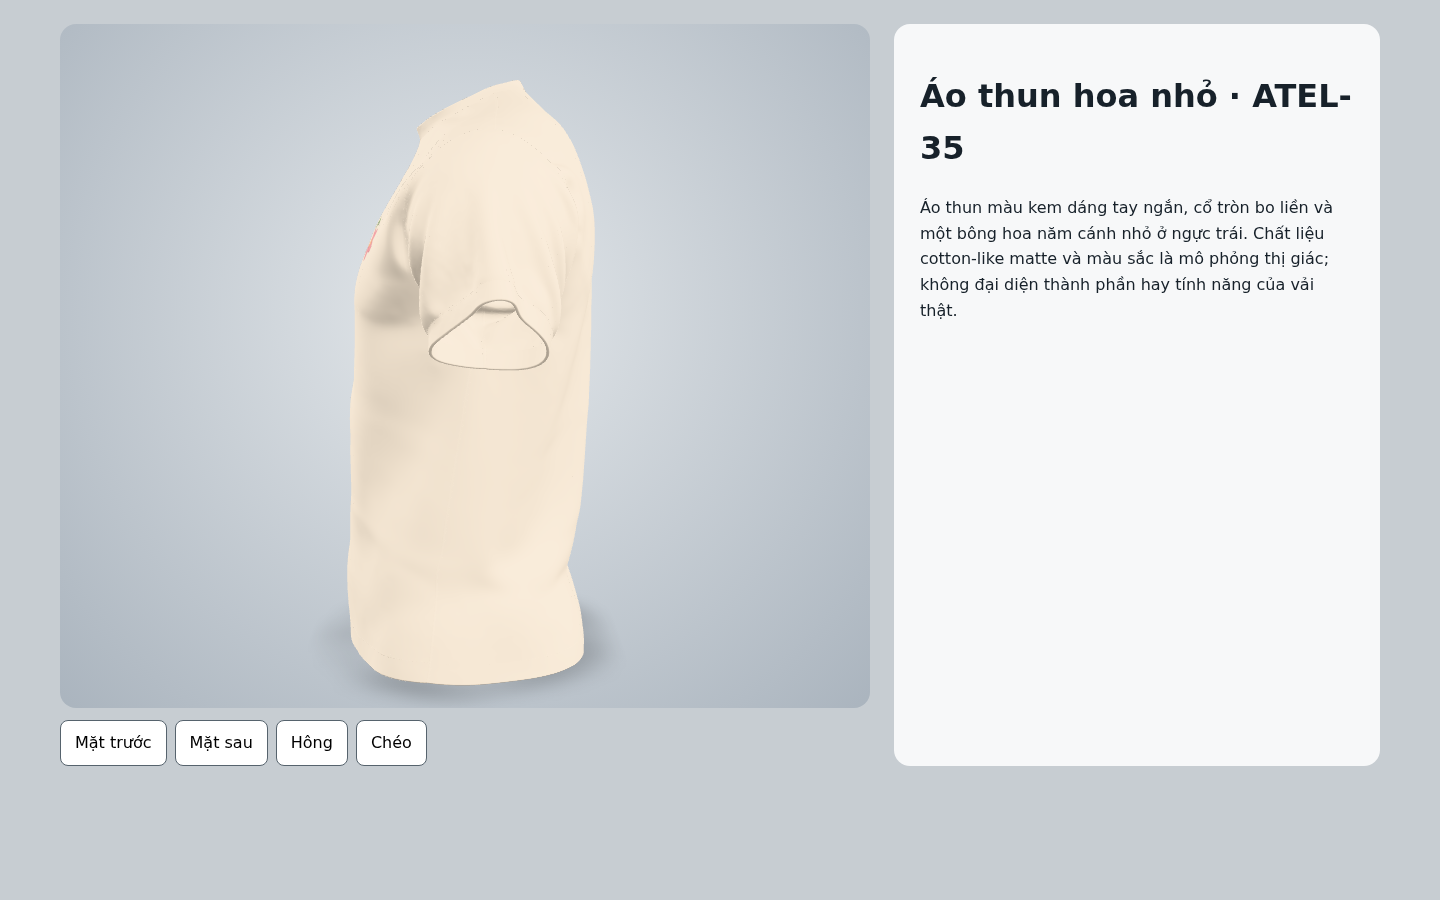 Áo thun hoa nhỏ · ATEL-
35
Áo thun màu kem dáng tay ngắn, cổ tròn bo liền và
một bông hoa năm cánh nhỏ ở ngực trái. Chất liệu
cotton-like matte và màu sắc là mô phỏng thị giác;
không đại diện thành phần hay tính năng của vải
thật.
Mặt trước
Mặt sau
Hông
Chéo